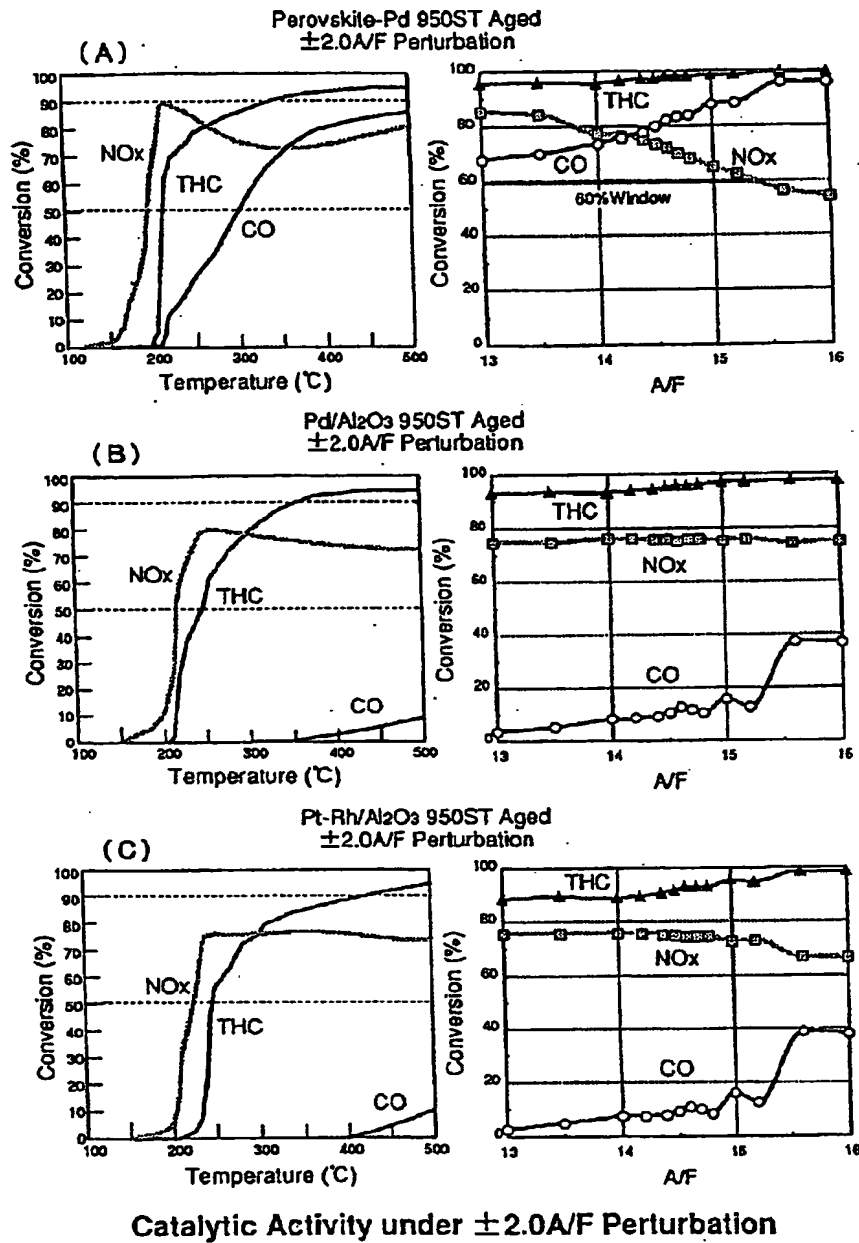 Perovskite-Pd 950ST Aged
±2.0A/F Perturbation
(A)
100
90
80
70
60
50
40
30
20
10
0
Conversion (%)
NOx
THC
CO
100
200
300
400
500
Temperature (℃)
100
80
60
40
20
0
Conversion (%)
THC
CO
NOx
60%Window
13
14
15
16
A/F
Pd/Al2O3 950ST Aged
±2.0A/F Perturbation
(B)
100
90
80
70
60
50
40
30
20
10
0
Conversion (%)
NOx
THC
CO
100
200
300
400
500
Temperature (℃)
100
80
60
40
20
0
Conversion (%)
THC
NOx
CO
13
14
15
16
A/F
Pt-Rh/Al2O3 950ST Aged
±2.0A/F Perturbation
(C)
100
90
80
70
60
50
40
30
20
10
0
Conversion (%)
NOx
THC
CO
100
200
300
400
500
Temperature (℃)
100
80
60
40
20
0
Conversion (%)
THC
NOx
CO
13
14
15
16
A/F
Catalytic Activity under ±2.0A/F Perturbation